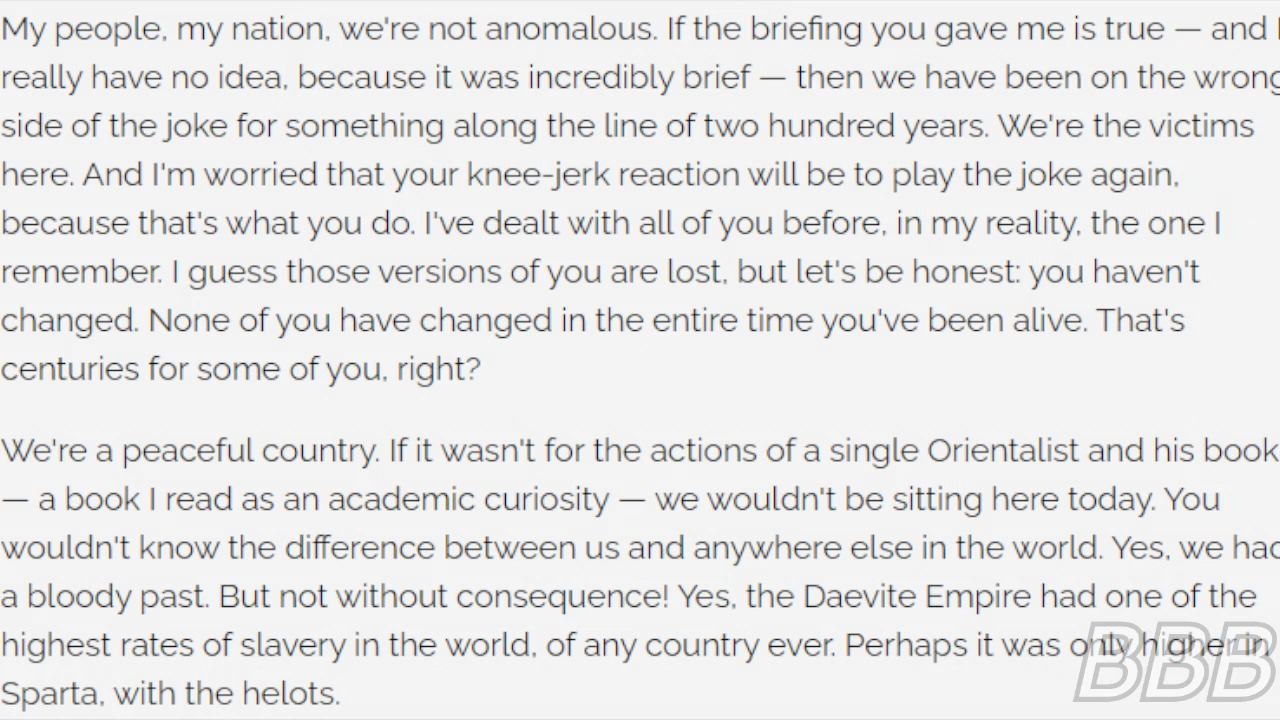 My people, my nation, we're not anomalous. If the briefing you gave me is true — and I
really have no idea, because it was incredibly brief — then we have been on the wrong
side of the joke for something along the line of two hundred years. We're the victims
here. And I'm worried that your knee-jerk reaction will be to play the joke again,
because that's what you do. I've dealt with all of you before, in my reality, the one I
remember. I guess those versions of you are lost, but let's be honest: you haven't
changed. None of you have changed in the entire time you've been alive. That's
centuries for some of you, right?
We're a peaceful country. If it wasn't for the actions of a single Orientalist and his book
— a book I read as an academic curiosity — we wouldn't be sitting here today. You
wouldn't know the difference between us and anywhere else in the world. Yes, we had
a bloody past. But not without consequence! Yes, the Daevite Empire had one of the
highest rates of slavery in the world, of any country ever. Perhaps it was only higher in
Sparta, with the helots.
BBB